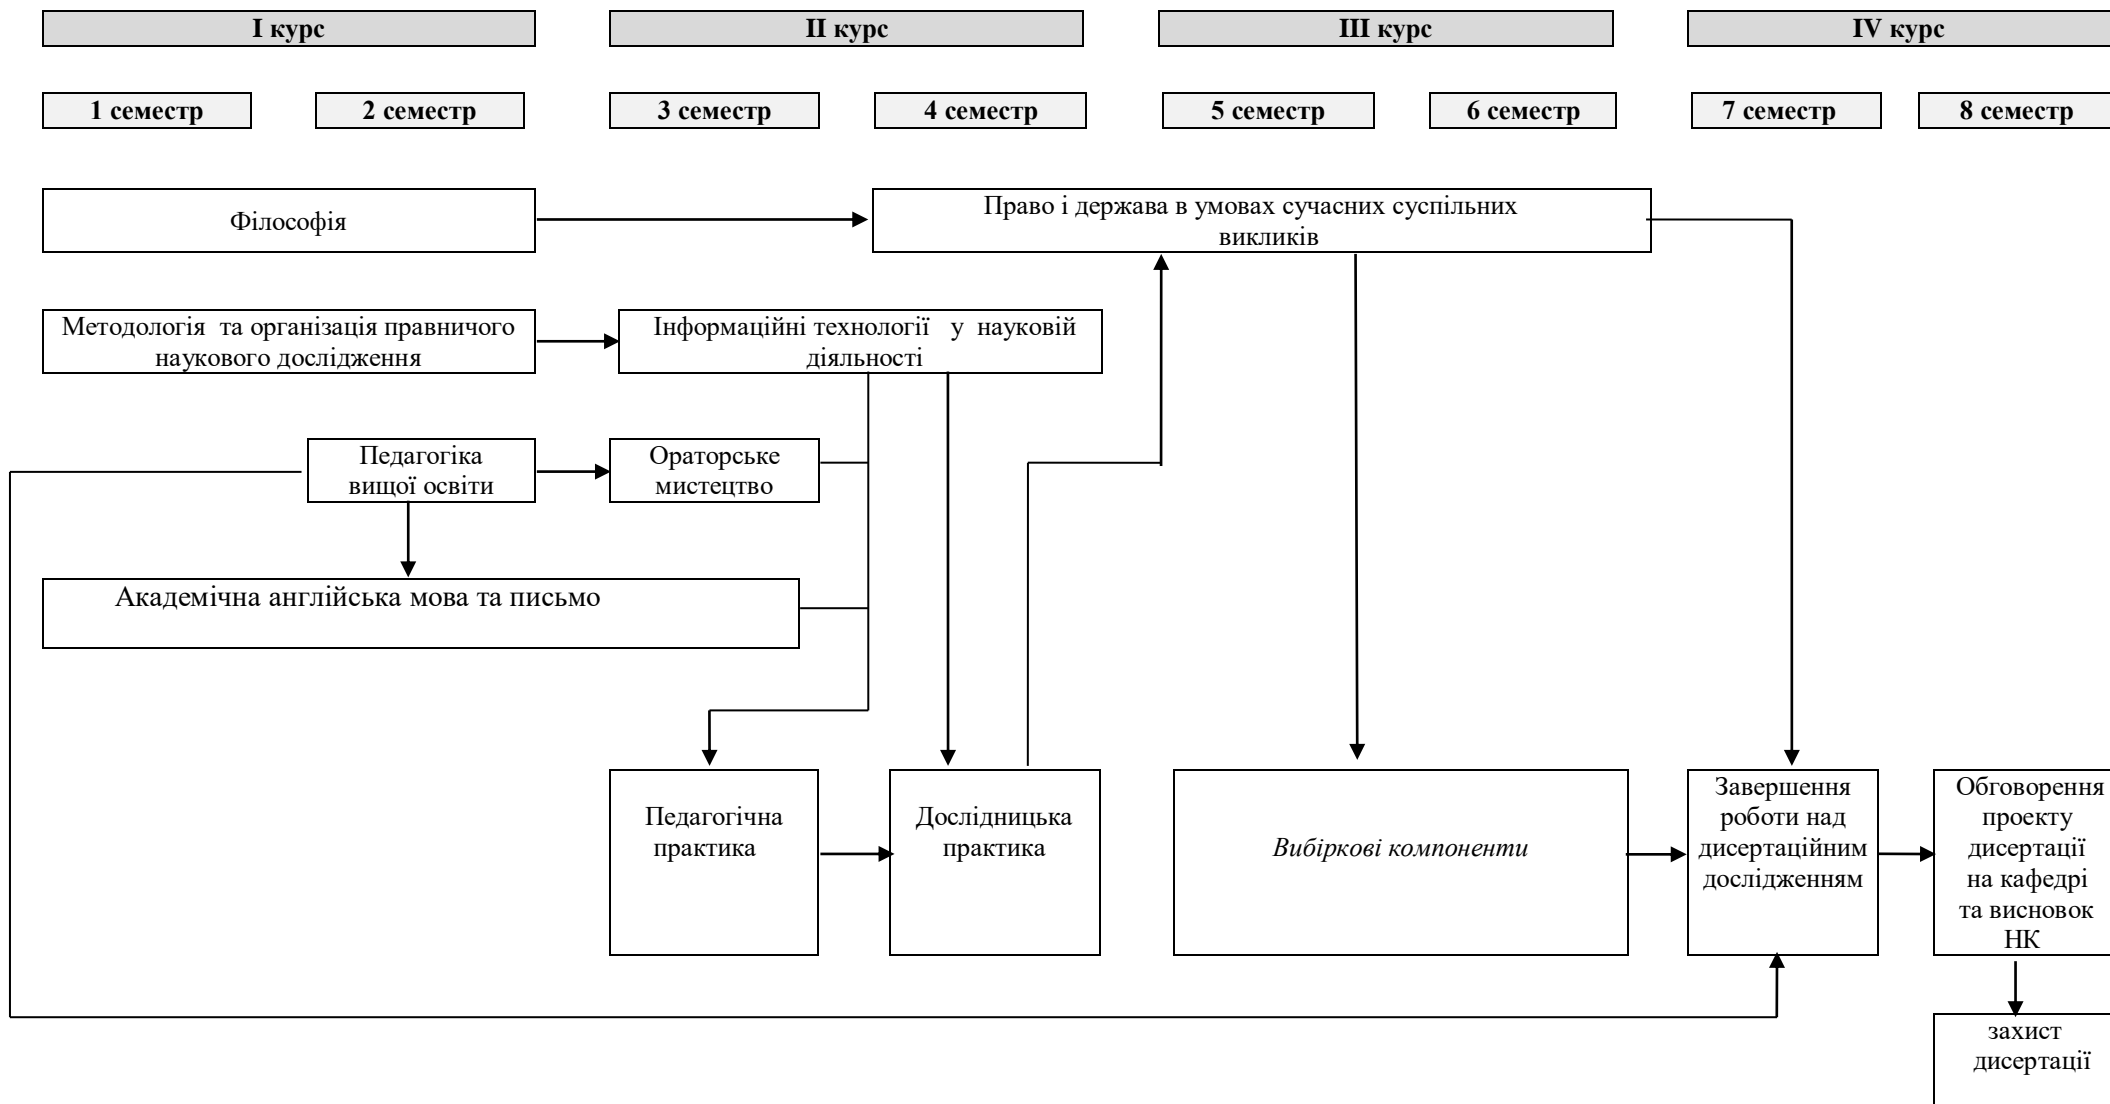 I курс
II курс
III курс
IV курс
1 семестр
2 семестр
3 семестр
4 семестр
5 семестр
6 семестр
7 семестр
8 семестр
Філософія
Право і держава в умовах сучасних суспільних
викликів
Методологія та організація правничого
наукового дослідження
Інформаційні технології у науковій
діяльності
Педагогіка
вищої освіти
Ораторське
мистецтво
Академічна англійська мова та письмо
Педагогічна
практика
Дослідницька
практика
Вибіркові компоненти
Завершення
роботи над
дисертаційним
дослідженням
Обговорення
проекту
дисертації
на кафедрі
та висновок
НК
захист
дисертації